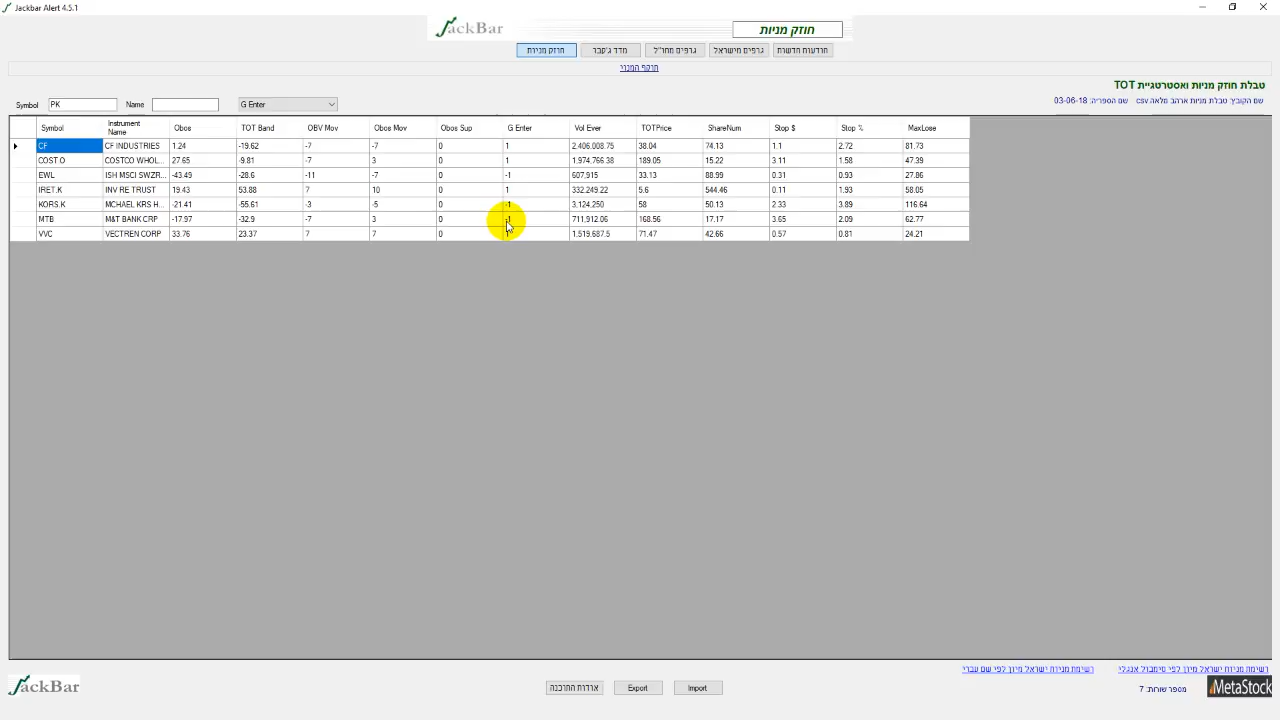 Jackbar Alert 4.5.1
JackBar
חוזק מניות
חוזק מניות מדד ג'קבר גרפים מחו"ל גרפים מישראל הודעות חדשות
תוקף המנוי
טבלת חוזק מניות ואסטרטגיית TOT
שם הקובץ: טבלת מניות ארהב מלאה.csv שם הספריה: 03-06-18
Symbol PK Name G Enter
Symbol Instrument Name Obos TOT Band OBV Mov Obos Mov Obos Sup G Enter Vol Ever TOTPrice ShareNum Stop $ Stop % MaxLose
CF CF INDUSTRIES 1.24 -19.62 -7 -7 0 1 2.406.008.75 38.04 74.13 1.1 2.72 81.73
COST.O COSTCO WHOL... 27.65 -9.81 -7 3 0 1 1,974,766.38 189.05 15.22 3.11 1.58 47.39
EWL ISH MSCI SWZR... -43.49 -28.6 -11 -7 0 -1 607,915 33.13 88.99 0.31 0.93 27.86
IRET.K INV RE TRUST 19.43 53.88 7 10 0 1 332,249.22 5.6 544.46 0.11 1.93 58.05
KORS.K MCHAEL KRS H... -21.41 -55.61 -3 -5 0 -1 3,124,250 58 50.13 2.33 3.89 116.64
MTB M&T BANK CRP -17.97 -32.9 -7 3 0 -1 711,912.06 168.56 17.17 3.65 2.09 62.77
VVC VECTREN CORP 33.76 23.37 7 7 0 1 1.519.687.5 71.47 42.66 0.57 0.81 24.21
רשימת מניות ישראל מיון לפי סימבול אנגלי רשימת מניות ישראל מיון לפי שם עברי
JackBar
אודות התוכנה Export Import
מספר שורות: 7
MetaStock